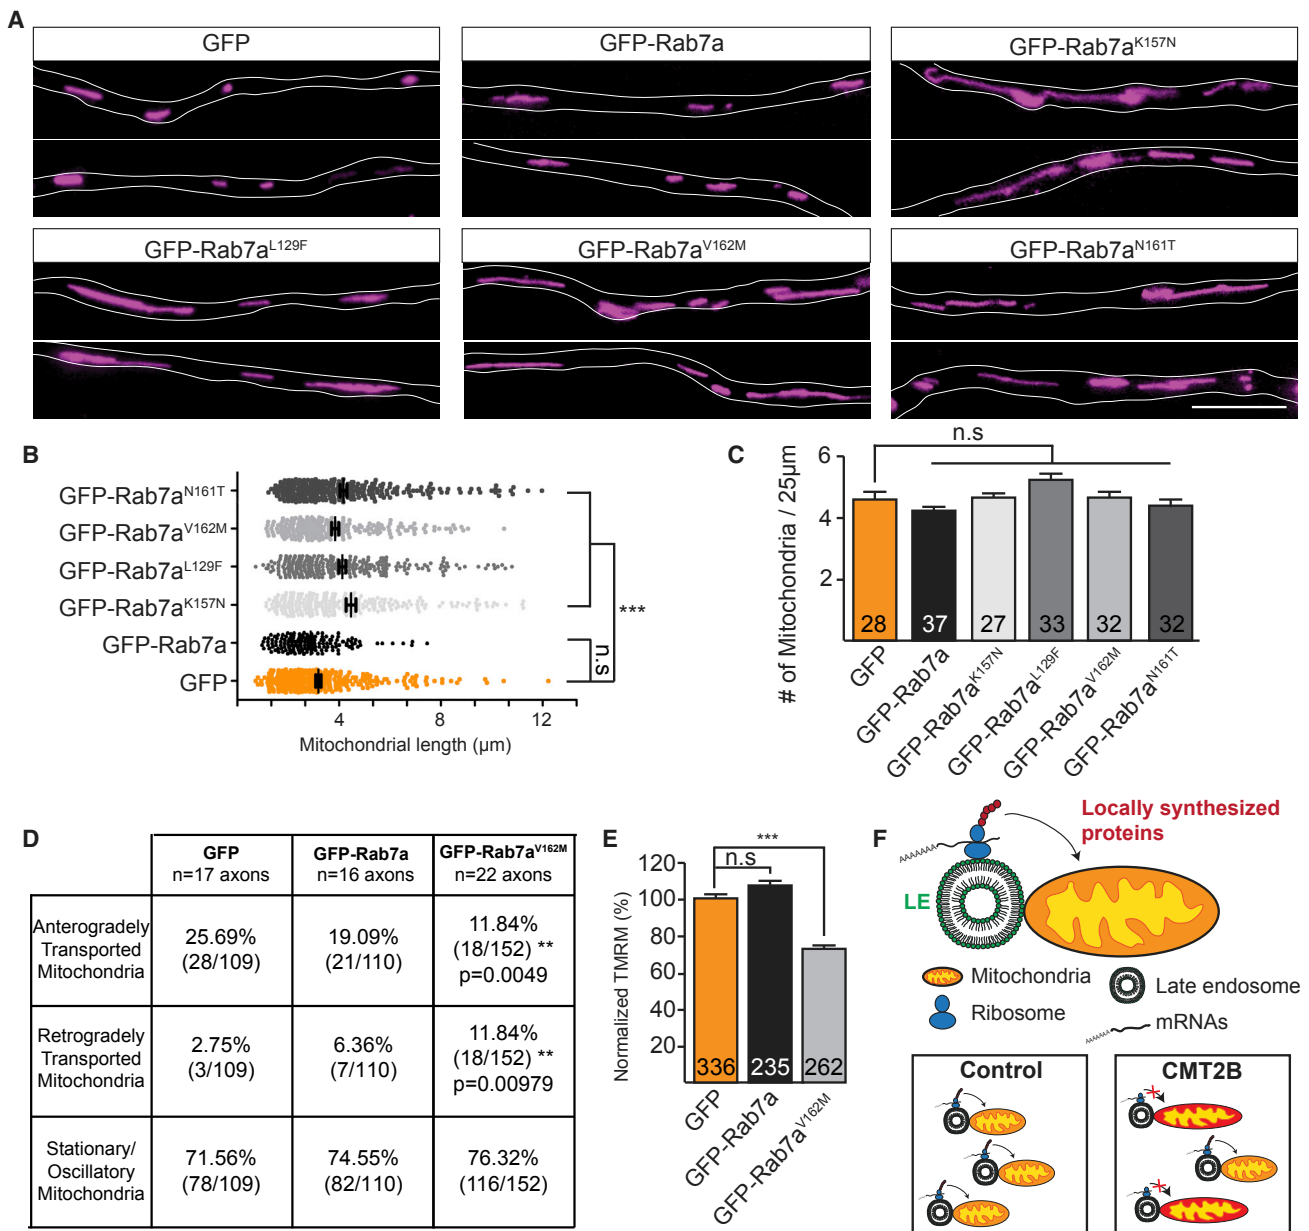 A
GFP
GFP-Rab7a
GFP-Rab7aK157N
GFP-Rab7aL129F
GFP-Rab7aV162M
GFP-Rab7aN161T
B
GFP-Rab7aN161T
GFP-Rab7aV162M
GFP-Rab7aL129F
GFP-Rab7aK157N
GFP-Rab7a
GFP
***
n.s
4
12
Mitochondrial length (µm)
C
n.s
# of Mitochondria / 25µm
6
4
2
28
37
27
33
32
32
GFP
GFP-Rab7a
GFP-Rab7aK157N
GFP-Rab7aL129F
GFP-Rab7aV162M
GFP-Rab7aN161T
D
GFP
n=17 axons
GFP-Rab7a
n=16 axons
GFP-Rab7aV162M
n=22 axons
Anterogradely
Transported
Mitochondria
25.69%
(28/109)
19.09%
(21/110)
11.84%
(18/152) **
p=0.0049
Retrogradely
Transported
Mitochondria
2.75%
(3/109)
6.36%
(7/110)
11.84%
(18/152) **
p=0.00979
Stationary/
Oscillatory
Mitochondria
71.56%
(78/109)
74.55%
(82/110)
76.32%
(116/152)
E
***
n.s
Normalized TMRM (%)
120
100
80
60
40
20
336
235
262
GFP
GFP-Rab7a
GFP-Rab7aV162M
F
Locally synthesized
proteins
AAAAAAA
LE
Mitochondria
Late endosome
Ribosome
AAAAAAA
mRNAs
Control
CMT2B